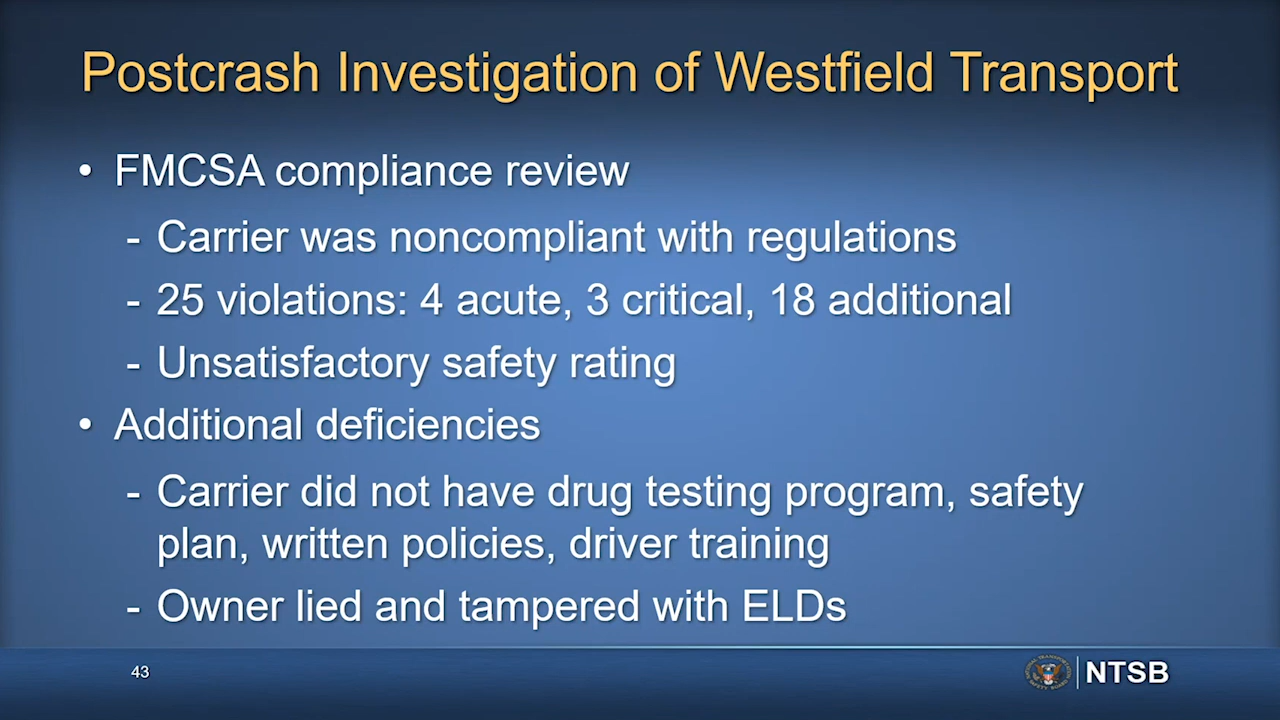 Postcrash Investigation of Westfield Transport
• FMCSA compliance review
- Carrier was noncompliant with regulations
- 25 violations: 4 acute, 3 critical, 18 additional
- Unsatisfactory safety rating
• Additional deficiencies
- Carrier did not have drug testing program, safety
plan, written policies, driver training
- Owner lied and tampered with ELDs
43
NTSB